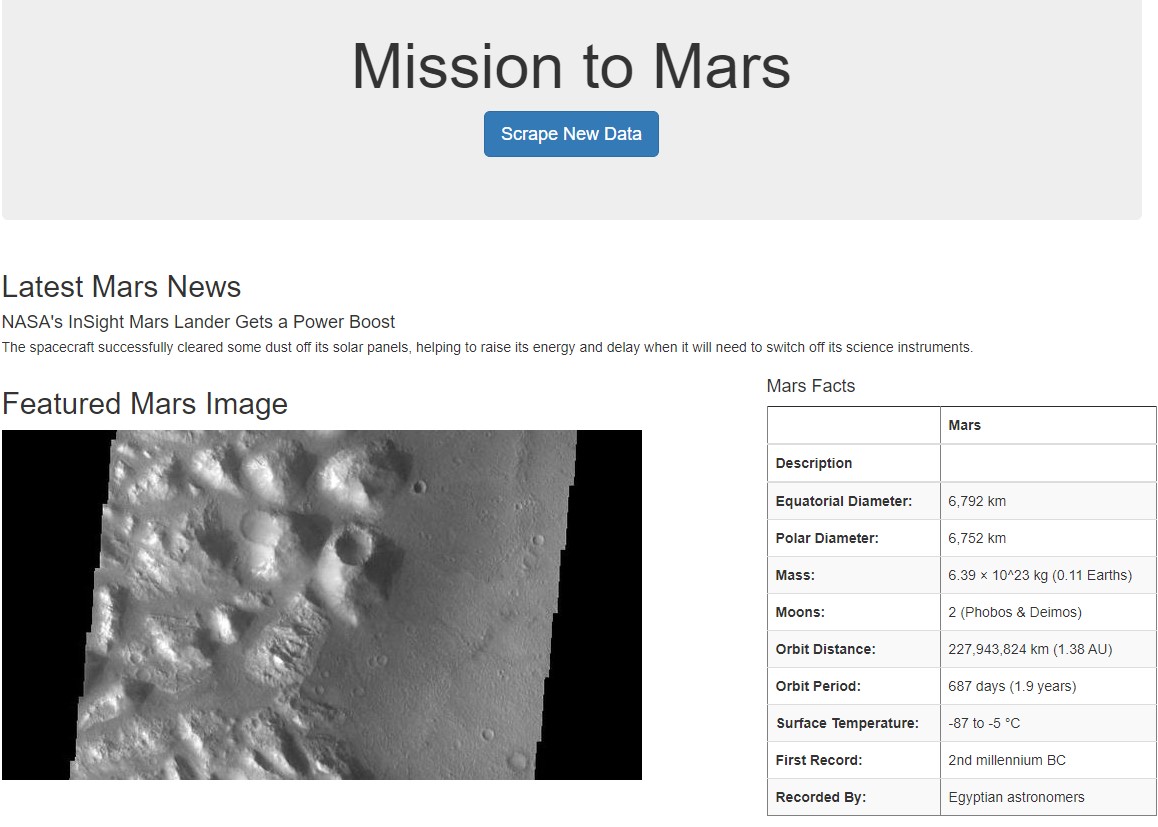 Mission to Mars
Scrape New Data
Latest Mars News
NASA's InSight Mars Lander Gets a Power Boost
The spacecraft successfully cleared some dust off its solar panels, helping to raise its energy and delay when it will need to switch off its science instruments.
Featured Mars Image
Mars Facts
Mars
Description
Equatorial Diameter: 6,792 km
Polar Diameter: 6,752 km
Mass: 6.39 × 10^23 kg (0.11 Earths)
Moons: 2 (Phobos & Deimos)
Orbit Distance: 227,943,824 km (1.38 AU)
Orbit Period: 687 days (1.9 years)
Surface Temperature: -87 to -5 °C
First Record: 2nd millennium BC
Recorded By: Egyptian astronomers